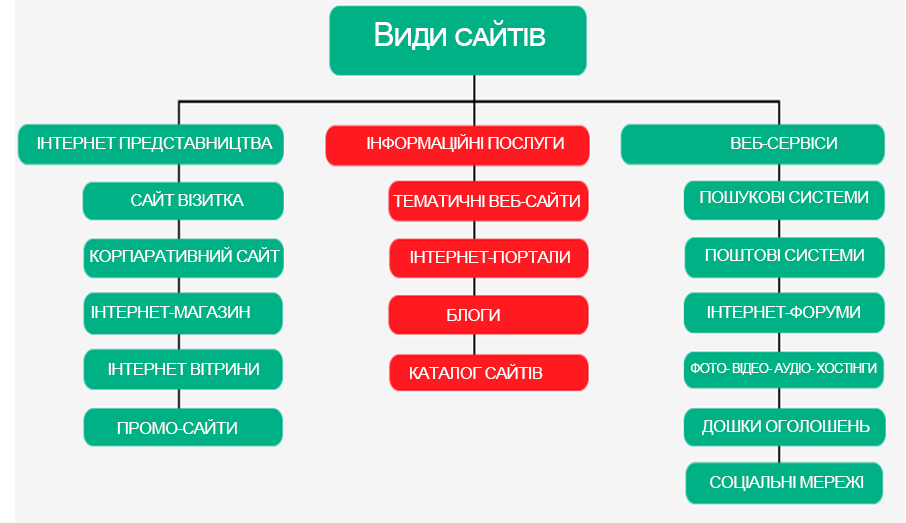 Види сайтів
ІНТЕРНЕТ ПРЕДСТАВНИЦТВА
САЙТ ВІЗИТКА
КОРПАРАТИВНИЙ САЙТ
ІНТЕРНЕТ-МАГАЗИН
ІНТЕРНЕТ ВІТРИНИ
ПРОМО-САЙТИ
ІНФОРМАЦІЙНІ ПОСЛУГИ
ТЕМАТИЧНІ ВЕБ-САЙТИ
ІНТЕРНЕТ-ПОРТАЛИ
БЛОГИ
КАТАЛОГ САЙТІВ
ВЕБ-СЕРВІСИ
ПОШУКОВІ СИСТЕМИ
ПОШТОВІ СИСТЕМИ
ІНТЕРНЕТ-ФОРУМИ
ФОТО- ВІДЕО- АУДІО- ХОСТІНГИ
ДОШКИ ОГОЛОШЕНЬ
СОЦІАЛЬНІ МЕРЕЖІ